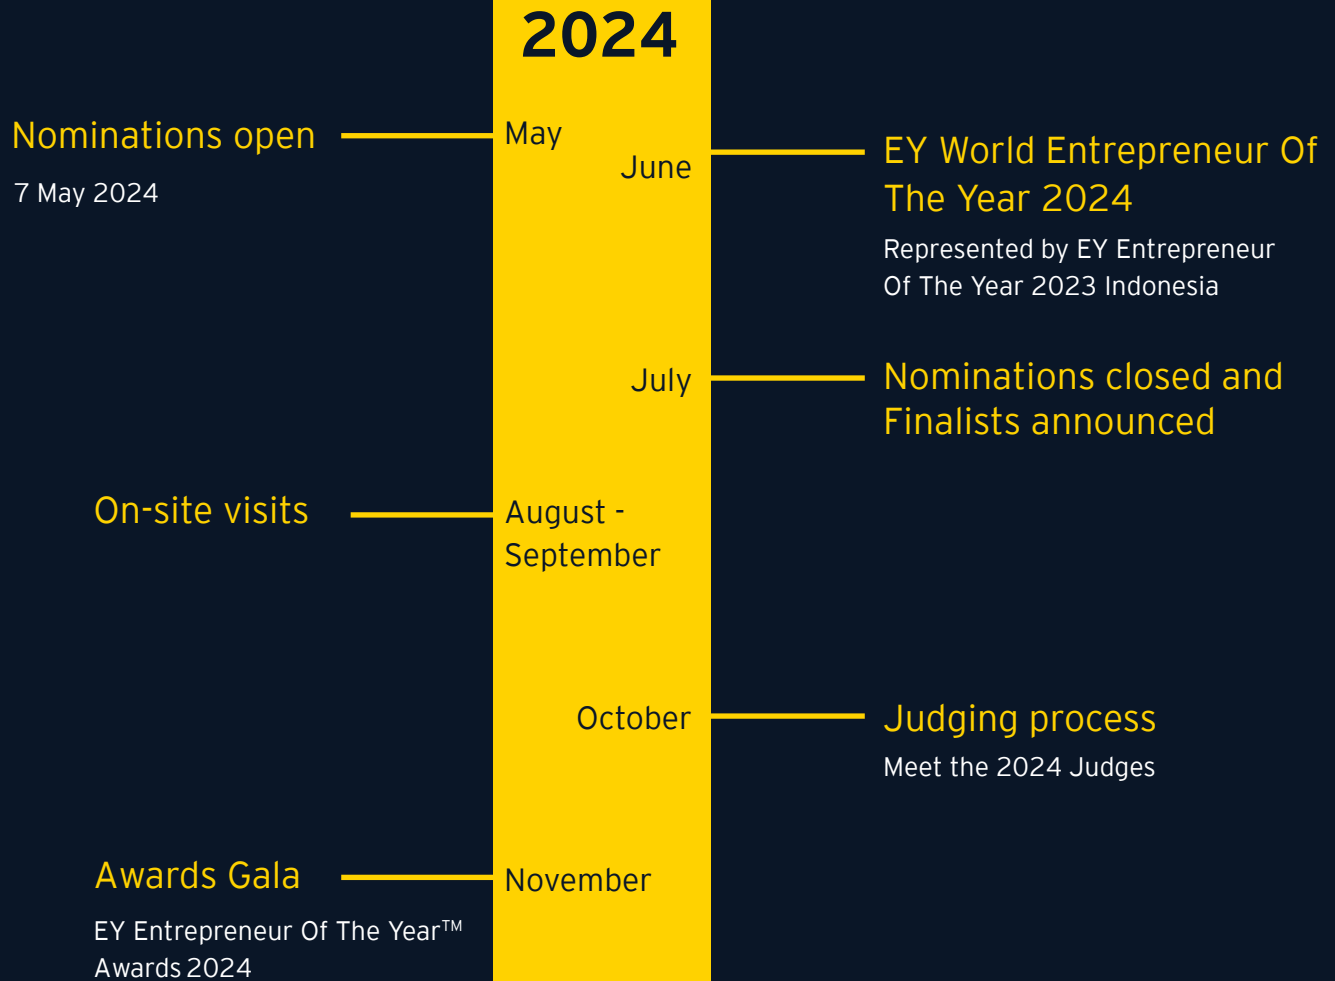 2024
Nominations open
7 May 2024
May
June
EY World Entrepreneur Of
The Year 2024
Represented by EY Entrepreneur
Of The Year 2023 Indonesia
July
Nominations closed and
Finalists announced
On-site visits
August -
September
October
Judging process
Meet the 2024 Judges
Awards Gala
EY Entrepreneur Of The Year™
Awards 2024
November